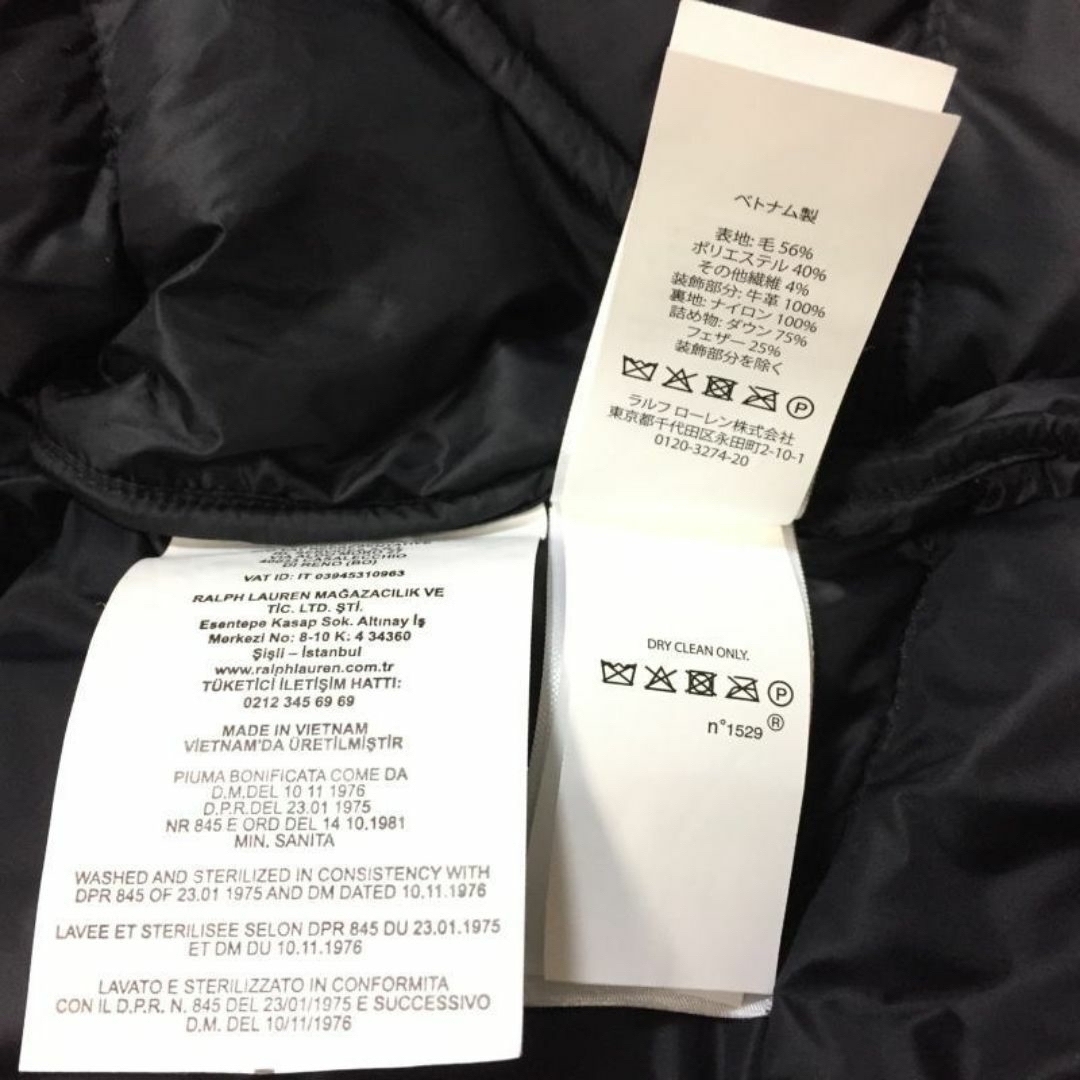 ベトナム製
表地: 毛 56%
ポリエステル 40%
その他繊維 4%
装飾部分: 牛革 100%
裏地: ナイロン 100%
詰め物: ダウン 75%
フェザー 25%
装飾部分を除く
P
ラルフ ローレン株式会社
東京都千代田区永田町2-10-1
0120-3274-20
40033 CASALECCHIO
DI RENO (BO)
VAT ID: IT 03945310963
RALPH LAUREN MAĞAZACILIK VE
TİC. LTD. ŞTİ.
Esentepe Kasap Sok. Altınay İş
Merkezi No: 8-10 K: 4 34360
Şişli – İstanbul
www.ralphlauren.com.tr
TÜKETİCİ İLETİŞİM HATTI:
0212 345 69 69
MADE IN VIETNAM
VİETNAM'DA ÜRETİLMİŞTİR
PIUMA BONIFICATA COME DA
D.M.DEL 10 11 1976
D.P.R.DEL 23.01 1975
NR 845 E ORD DEL 14 10.1981
MIN. SANITA
WASHED AND STERILIZED IN CONSISTENCY WITH
DPR 845 OF 23.01 1975 AND DM DATED 10.11.1976
LAVEE ET STERILISEE SELON DPR 845 DU 23.01.1975
ET DM DU 10.11.1976
LAVATO E STERILIZZATO IN CONFORMITA
CON IL D.P.R. N. 845 DEL 23/01/1975 E SUCCESSIVO
D.M. DEL 10/11/1976
DRY CLEAN ONLY.
P
n°1529 ®